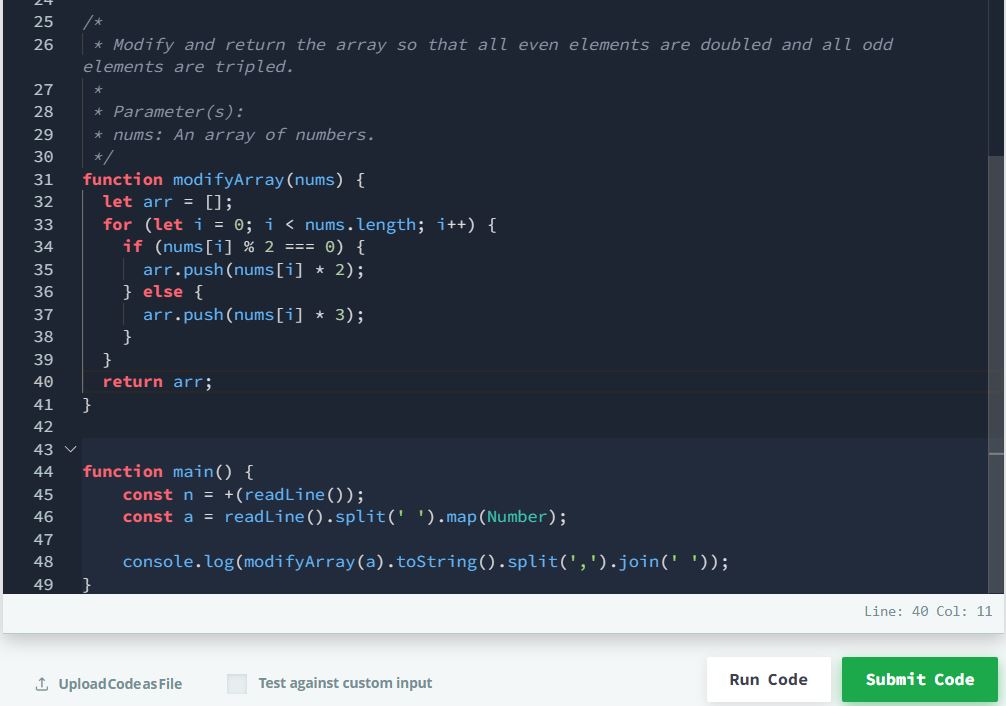 24
25 /*
26 * Modify and return the array so that all even elements are doubled and all odd
elements are tripled.
27 *
28 * Parameter(s):
29 * nums: An array of numbers.
30 */
31 function modifyArray(nums) {
32 let arr = [];
33 for (let i = 0; i < nums.length; i++) {
34 if (nums[i] % 2 === 0) {
35 arr.push(nums[i] * 2);
36 } else {
37 arr.push(nums[i] * 3);
38 }
39 }
40 return arr;
41 }
42
43
44 function main() {
45 const n = +(readLine());
46 const a = readLine().split(' ').map(Number);
47
48 console.log(modifyArray(a).toString().split(',').join(' '));
49 }
Line: 40 Col: 11
Upload Code as File
Test against custom input
Run Code
Submit Code